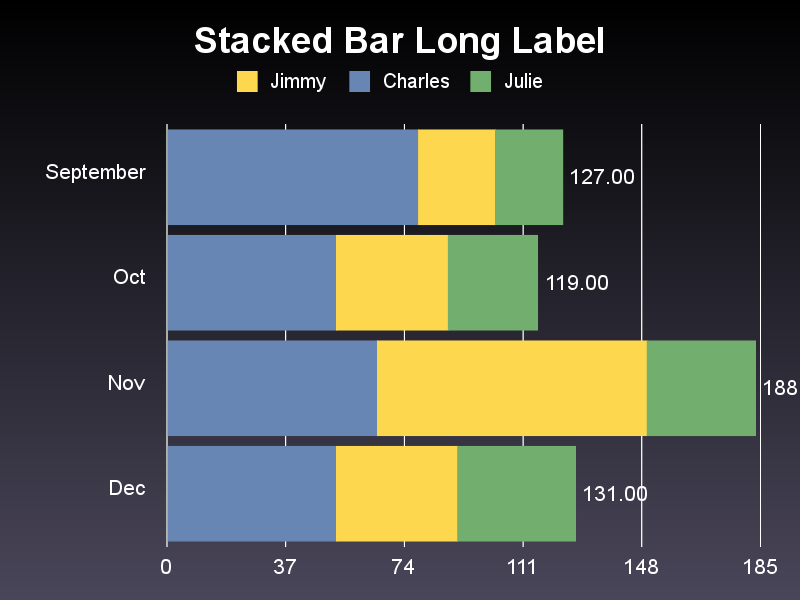 Stacked Bar Long Label
Jimmy Charles Julie
September 127.00
Oct 119.00
Nov 188
Dec 131.00
0 37 74 111 148 185